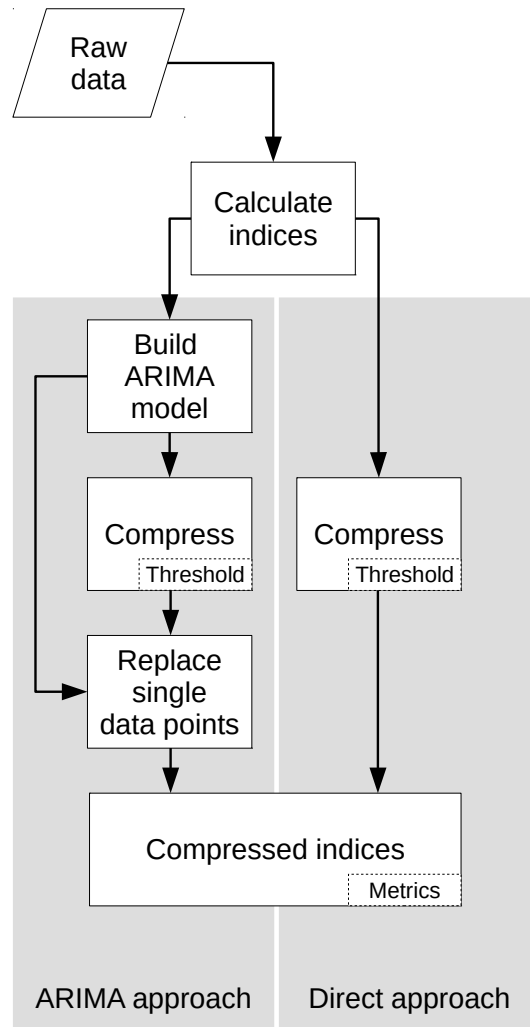 Raw
data
Calculate
indices
Build
ARIMA
model
Compress
Threshold
Compress
Threshold
Replace
single
data points
Compressed indices
Metrics
ARIMA approach
Direct approach